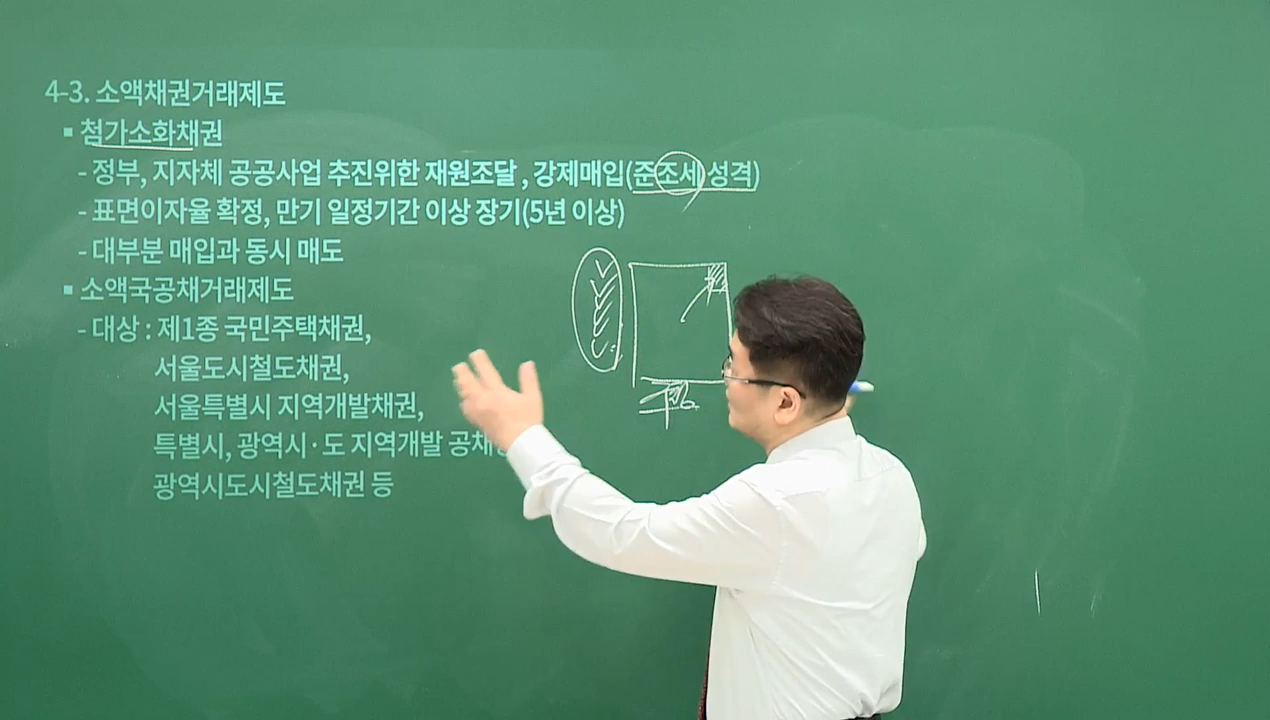 4-3. 소액채권거래제도
▪ 첨가소화채권
- 정부, 지자체 공공사업 추진위한 재원조달 , 강제매입(준조세 성격)
- 표면이자율 확정, 만기 일정기간 이상 장기(5년 이상)
- 대부분 매입과 동시 매도
▪ 소액국공채거래제도
- 대상 : 제1종 국민주택채권,
서울도시철도채권,
서울특별시 지역개발채권,
특별시, 광역시·도 지역개발 공채
광역시도시철도채권 등